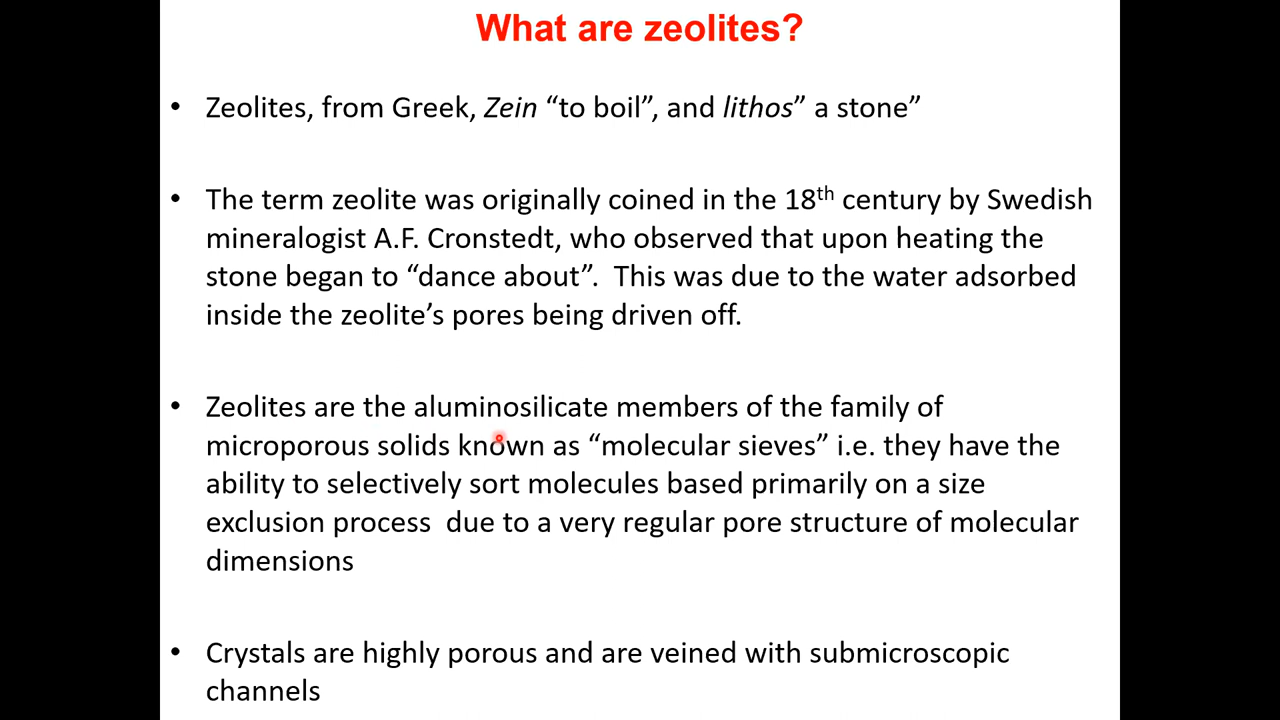 What are zeolites?
• Zeolites, from Greek, Zein “to boil”, and lithos” a stone”
• The term zeolite was originally coined in the 18th century by Swedish
mineralogist A.F. Cronstedt, who observed that upon heating the
stone began to “dance about”.  This was due to the water adsorbed
inside the zeolite’s pores being driven off.
• Zeolites are the aluminosilicate members of the family of
microporous solids known as “molecular sieves” i.e. they have the
ability to selectively sort molecules based primarily on a size
exclusion process  due to a very regular pore structure of molecular
dimensions
• Crystals are highly porous and are veined with submicroscopic
channels